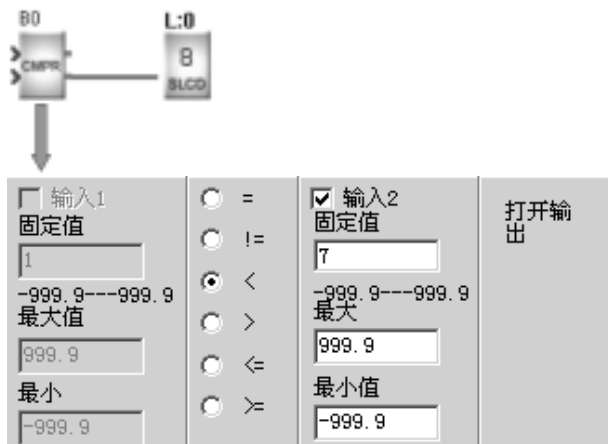 B0
L:0
CMPR
8
SLCD
输入1
固定值
1
-999.9---999.9
最大值
999.9
最小
-999.9
=
!=
<
>
<=
>=
输入2
固定值
7
-999.9---999.9
最大
999.9
最小值
-999.9
打开输
出